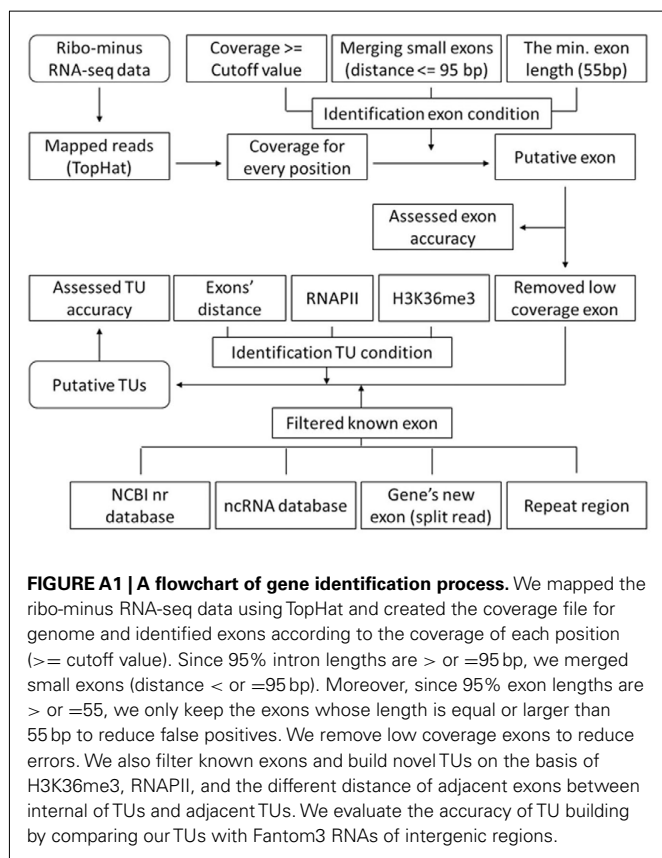 Ribo-minus
RNA-seq data
Coverage >=
Cutoff value
Merging small exons
(distance <= 95 bp)
The min. exon
length (55bp)
Identification exon condition
Mapped reads
(TopHat)
Coverage for
every position
Putative exon
Assessed exon
accuracy
Assessed TU
accuracy
Exons'
distance
RNAPII
H3K36me3
Removed low
coverage exon
Identification TU condition
Putative TUs
Filtered known exon
NCBI nr
database
ncRNA database
Gene's new
exon (split read)
Repeat region
FIGURE A1 | A flowchart of gene identification process. We mapped the
ribo-minus RNA-seq data using TopHat and created the coverage file for
genome and identified exons according to the coverage of each position
(>= cutoff value). Since 95% intron lengths are > or =95 bp, we merged
small exons (distance < or =95 bp). Moreover, since 95% exon lengths are
> or =55, we only keep the exons whose length is equal or larger than
55 bp to reduce false positives. We remove low coverage exons to reduce
errors. We also filter known exons and build novel TUs on the basis of
H3K36me3, RNAPII, and the different distance of adjacent exons between
internal of TUs and adjacent TUs. We evaluate the accuracy of TU building
by comparing our TUs with Fantom3 RNAs of intergenic regions.